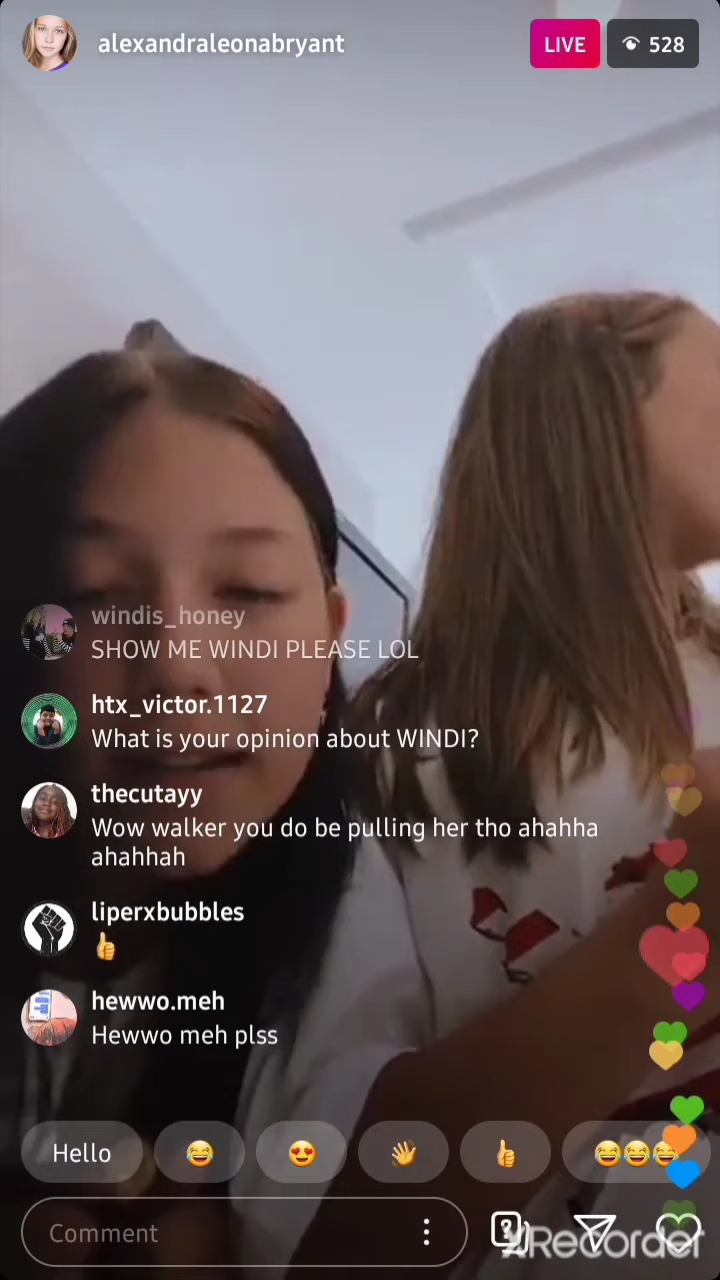 alexandraleonabryant
LIVE
528
windis_honey
SHOW ME WINDI PLEASE LOL
htx_victor.1127
What is your opinion about WINDI?
thecutayy
Wow walker you do be pulling her tho ahahha
ahahhah
liperxbubbles
👍
hewwo.meh
Hewwo meh plss
Hello 😂 😍 👋 👍 😂😂😂
Comment
XRecorder